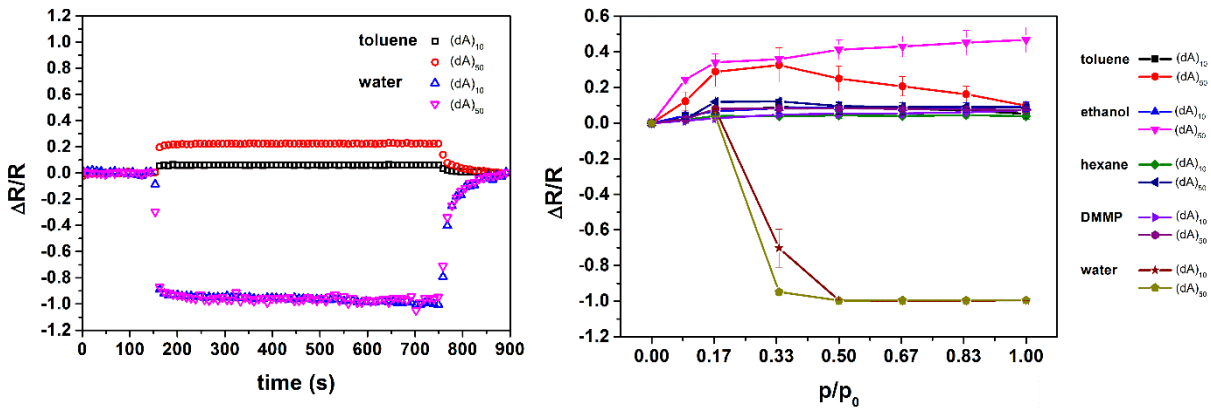 1.2
1.0
0.8
0.6
0.4
0.2
0.0
-0.2
-0.4
-0.6
-0.8
-1.0
-1.2
ΔR/R
toluene (dA)10
(dA)50
water (dA)10
(dA)50
0 100 200 300 400 500 600 700 800 900
time (s)
0.6
0.4
0.2
0.0
-0.2
-0.4
-0.6
-0.8
-1.0
-1.2
ΔR/R
0.00 0.17 0.33 0.50 0.67 0.83 1.00
p/p0
toluene (dA)10
(dA)50
ethanol (dA)10
(dA)50
hexane (dA)10
(dA)50
DMMP (dA)10
(dA)50
water (dA)10
(dA)50